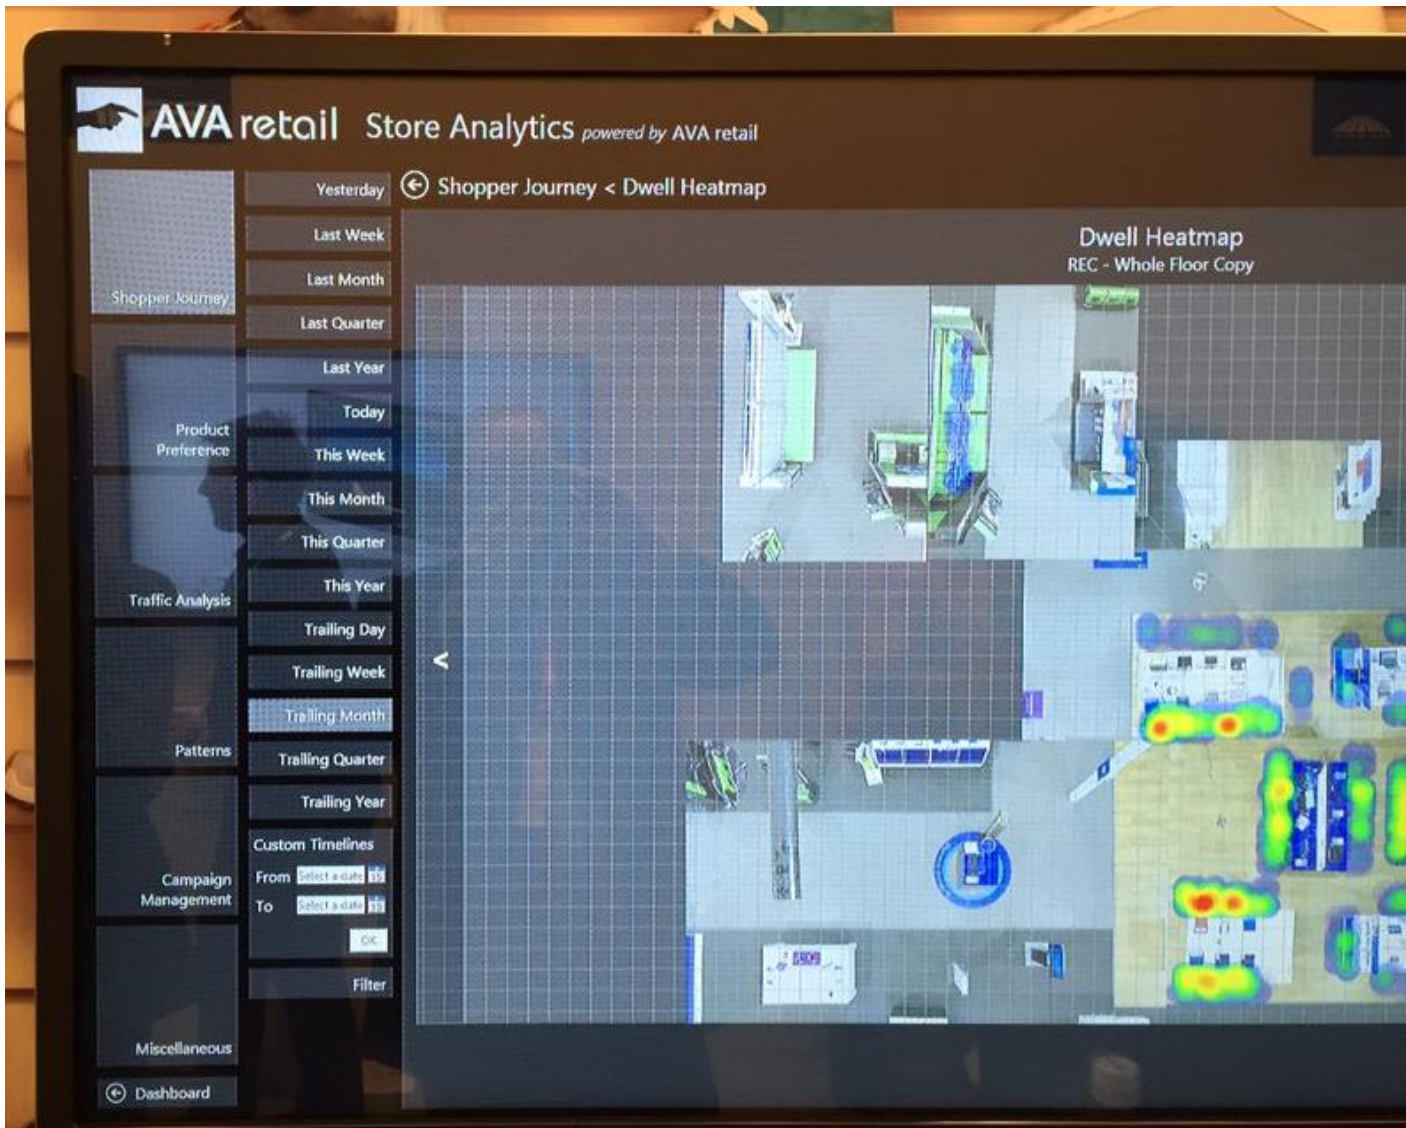 AVA retail Store Analytics powered by AVA retail
Shopper Journey < Dwell Heatmap
Dwell Heatmap
REC - Whole Floor Copy
Shopper Journey
Product
Preference
Traffic Analysis
Patterns
Campaign
Management
Miscellaneous
Dashboard
Yesterday
Last Week
Last Month
Last Quarter
Last Year
Today
This Week
This Month
This Quarter
This Year
Trailing Day
Trailing Week
Trailing Month
Trailing Quarter
Trailing Year
Custom Timelines
From Select a date 15
To Select a date 15
OK
Filter
<